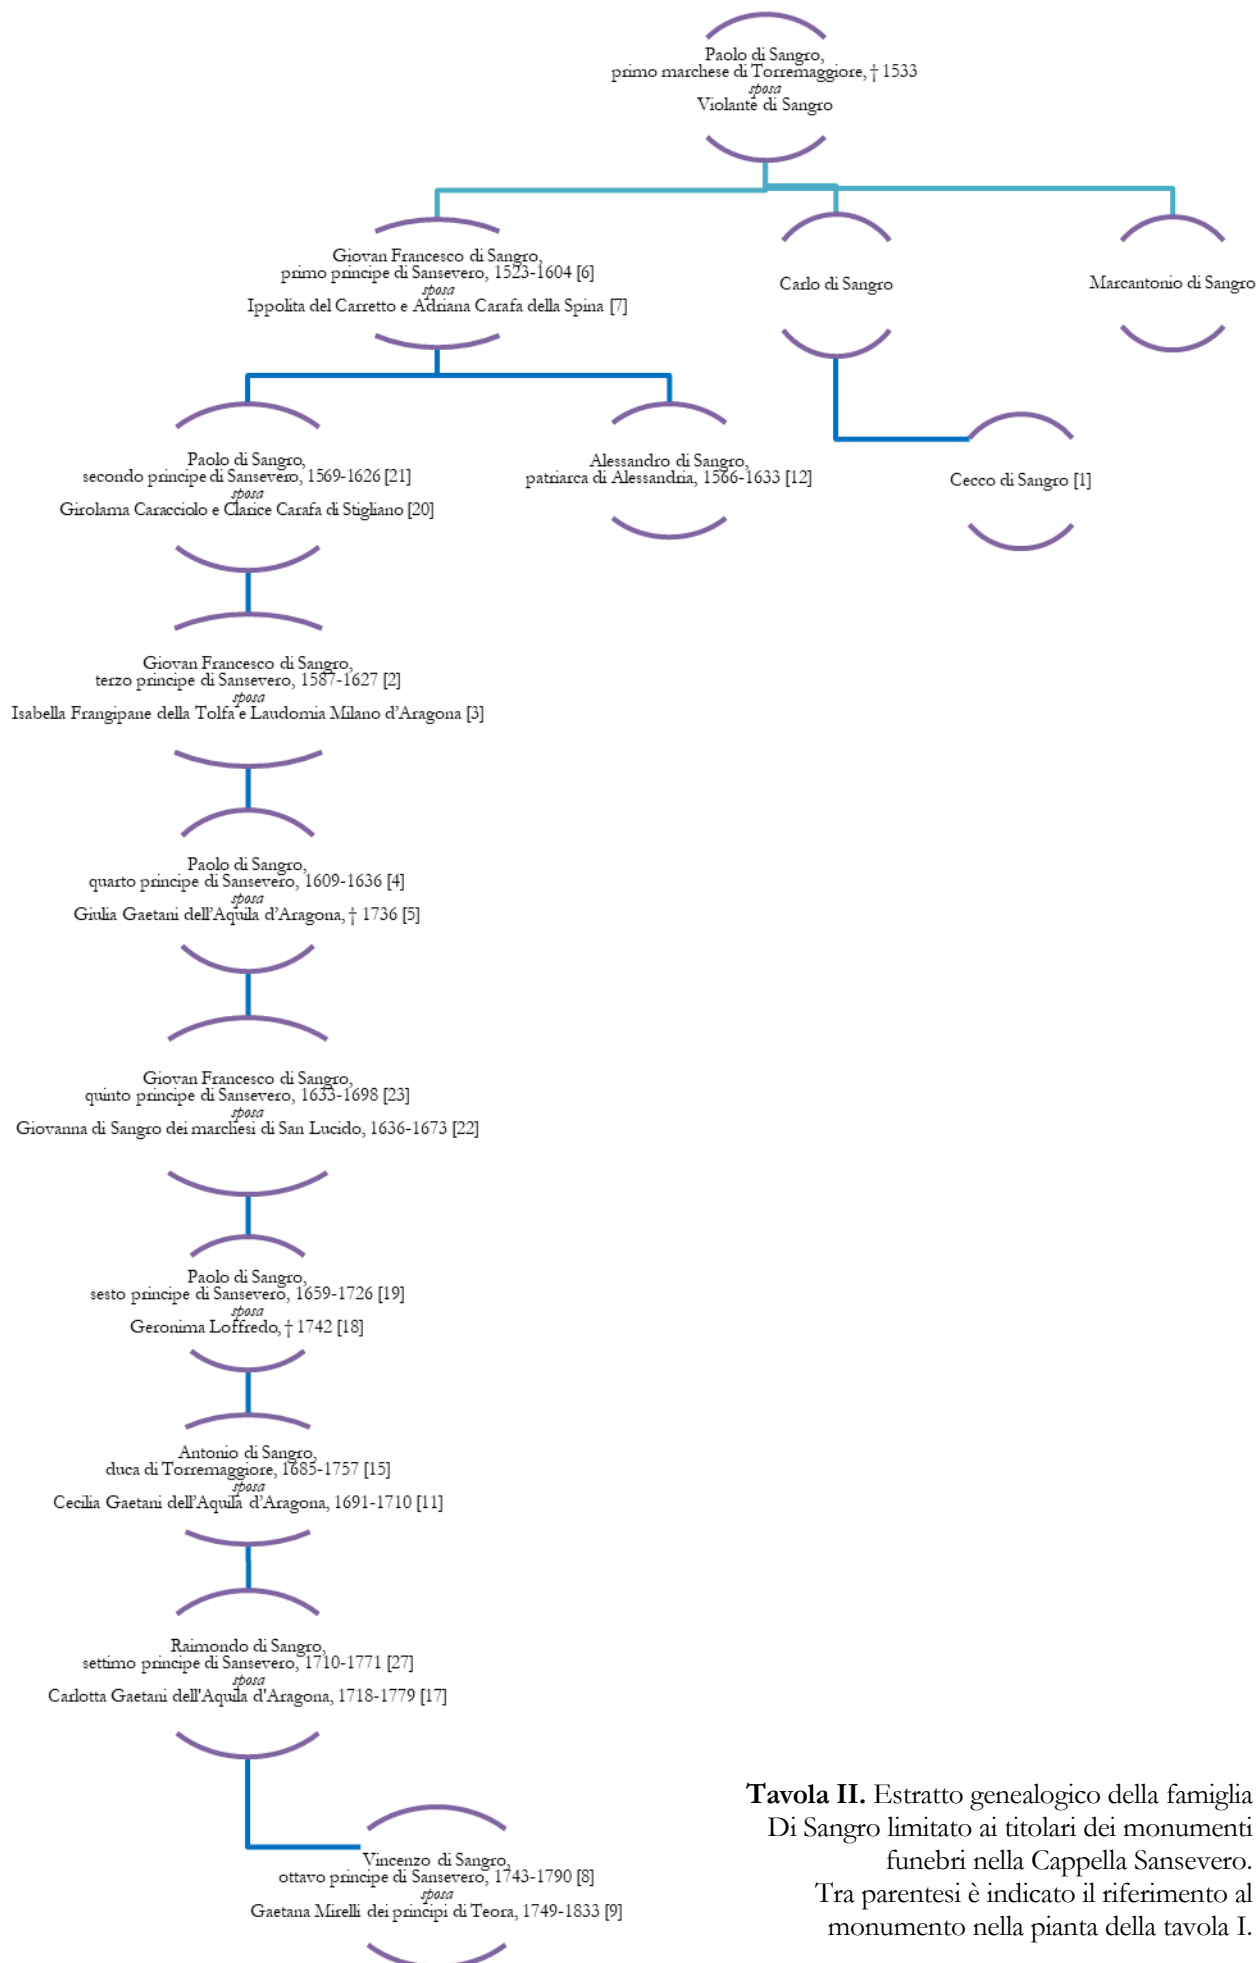 Paolo di Sangro,
primo marchese di Torremaggiore, † 1533
sposa
Violante di Sangro
Giovan Francesco di Sangro,
primo principe di Sansevero, 1523-1604 [6]
sposa
Ippolita del Carretto e Adriana Carafa della Spina [7]
Carlo di Sangro
Marcantonio di Sangro
Paolo di Sangro,
secondo principe di Sansevero, 1569-1626 [21]
sposa
Girolama Caracciolo e Clarice Carafa di Stigliano [20]
Alessandro di Sangro,
patriarca di Alessandria, 1566-1633 [12]
Cecco di Sangro [1]
Giovan Francesco di Sangro,
terzo principe di Sansevero, 1587-1627 [2]
sposa
Isabella Frangipane della Tolfa e Laudomia Milano d’Aragona [3]
Paolo di Sangro,
quarto principe di Sansevero, 1609-1636 [4]
sposa
Giulia Gaetani dell’Aquila d’Aragona, † 1736 [5]
Giovan Francesco di Sangro,
quinto principe di Sansevero, 1633-1698 [23]
sposa
Giovanna di Sangro dei marchesi di San Lucido, 1636-1673 [22]
Paolo di Sangro,
sesto principe di Sansevero, 1659-1726 [19]
sposa
Geronima Loffredo, † 1742 [18]
Antonio di Sangro,
duca di Torremaggiore, 1685-1757 [15]
sposa
Cecilia Gaetani dell’Aquila d’Aragona, 1691-1710 [11]
Raimondo di Sangro,
settimo principe di Sansevero, 1710-1771 [27]
sposa
Carlotta Gaetani dell'Aquila d'Aragona, 1718-1779 [17]
Vincenzo di Sangro,
ottavo principe di Sansevero, 1743-1790 [8]
sposa
Gaetana Mirelli dei principi di Teora, 1749-1833 [9]
Tavola II. Estratto genealogico della famiglia
Di Sangro limitato ai titolari dei monumenti
funebri nella Cappella Sansevero.
Tra parentesi è indicato il riferimento al
monumento nella pianta della tavola I.